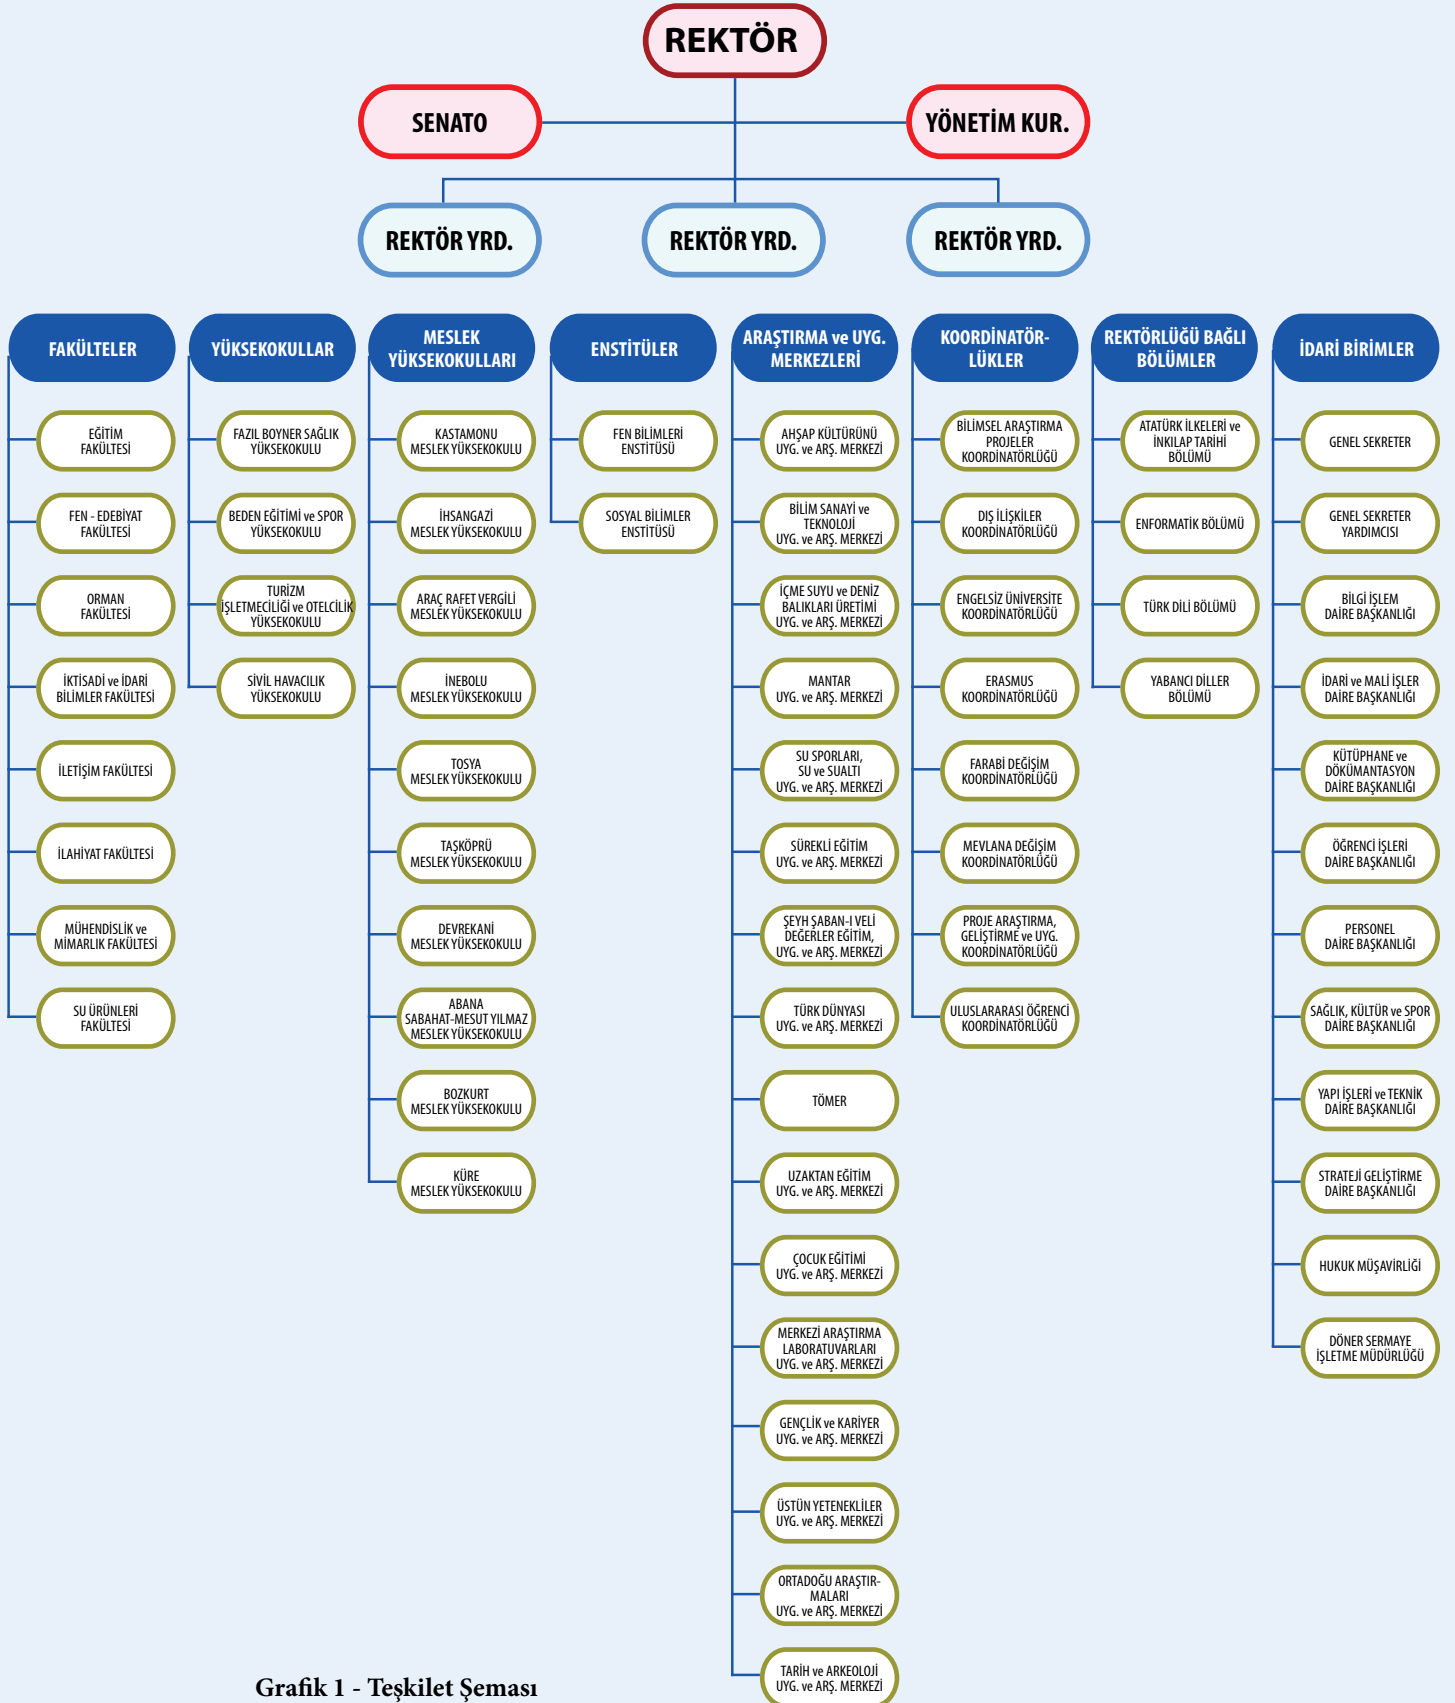 REKTÖR
SENATO
YÖNETİM KUR.
REKTÖR YRD.
REKTÖR YRD.
REKTÖR YRD.
FAKÜLTELER
EĞİTİM
FAKÜLTESİ
FEN - EDEBİYAT
FAKÜLTESİ
ORMAN
FAKÜLTESİ
İKTİSADİ ve İDARİ
BİLİMLER FAKÜLTESİ
İLETİŞİM FAKÜLTESİ
İLAHİYAT FAKÜLTESİ
MÜHENDİSLİK ve
MİMARLIK FAKÜLTESİ
SU ÜRÜNLERİ
FAKÜLTESİ
YÜKSEKOKULLAR
FAZIL BOYNER SAĞLIK
YÜKSEKOKULU
BEDEN EĞİTİMİ ve SPOR
YÜKSEKOKULU
TURİZM
İŞLETMECİLİĞİ ve OTELCİLİK
YÜKSEKOKULU
SİVİL HAVACILIK
YÜKSEKOKULU
MESLEK
YÜKSEKOKULLARI
KASTAMONU
MESLEK YÜKSEKOKULU
İHSANGAZİ
MESLEK YÜKSEKOKULU
ARAÇ RAFET VERGİLİ
MESLEK YÜKSEKOKULU
İNEBOLU
MESLEK YÜKSEKOKULU
TOSYA
MESLEK YÜKSEKOKULU
TAŞKÖPRÜ
MESLEK YÜKSEKOKULU
DEVREKANİ
MESLEK YÜKSEKOKULU
ABANA
SABAHAT-MESUT YILMAZ
MESLEK YÜKSEKOKULU
BOZKURT
MESLEK YÜKSEKOKULU
KÜRE
MESLEK YÜKSEKOKULU
ENSTİTÜLER
FEN BİLİMLERİ
ENSTİTÜSÜ
SOSYAL BİLİMLER
ENSTİTÜSÜ
ARAŞTIRMA ve UYG.
MERKEZLERİ
AHŞAP KÜLTÜRÜNÜ
UYG. ve ARŞ. MERKEZİ
BİLİM SANAYİ ve
TEKNOLOJİ
UYG. ve ARŞ. MERKEZİ
İÇME SUYU ve DENİZ
BALIKLARI ÜRETİMİ
UYG. ve ARŞ. MERKEZİ
MANTAR
UYG. ve ARŞ. MERKEZİ
SU SPORLARI,
SU ve SUALTI
UYG. ve ARŞ. MERKEZİ
SÜREKLİ EĞİTİM
UYG. ve ARŞ. MERKEZİ
ŞEYH ŞABAN-I VELİ
DEĞERLER EĞİTİM,
UYG. ve ARŞ. MERKEZİ
TÜRK DÜNYASI
UYG. ve ARŞ. MERKEZİ
TÖMER
UZAKTAN EĞİTİM
UYG. ve ARŞ. MERKEZİ
ÇOCUK EĞİTİMİ
UYG. ve ARŞ. MERKEZİ
MERKEZİ ARAŞTIRMA
LABORATUVARLARI
UYG. ve ARŞ. MERKEZİ
GENÇLİK ve KARİYER
UYG. ve ARŞ. MERKEZİ
ÜSTÜN YETENEKLİLER
UYG. ve ARŞ. MERKEZİ
ORTADOĞU ARAŞTIR-
MALARI
UYG. ve ARŞ. MERKEZİ
TARİH ve ARKEOLOJİ
UYG. ve ARŞ. MERKEZİ
KOORDİNATÖR-
LÜKLER
BİLİMSEL ARAŞTIRMA
PROJELER
KOORDİNATÖRLÜĞÜ
DIŞ İLİŞKİLER
KOORDİNATÖRLÜĞÜ
ENGELSİZ ÜNİVERSİTE
KOORDİNATÖRLÜĞÜ
ERASMUS
KOORDİNATÖRLÜĞÜ
FARABİ DEĞİŞİM
KOORDİNATÖRLÜĞÜ
MEVLANA DEĞİŞİM
KOORDİNATÖRLÜĞÜ
PROJE ARAŞTIRMA,
GELİŞTİRME ve UYG.
KOORDİNATÖRLÜĞÜ
ULUSLARARASI ÖĞRENCİ
KOORDİNATÖRLÜĞÜ
REKTÖRLÜĞÜ BAĞLI
BÖLÜMLER
ATATÜRK İLKELERİ ve
İNKILAP TARİHİ
BÖLÜMÜ
ENFORMATİK BÖLÜMÜ
TÜRK DİLİ BÖLÜMÜ
YABANCI DİLLER
BÖLÜMÜ
İDARİ BİRİMLER
GENEL SEKRETER
GENEL SEKRETER
YARDIMCISI
BİLGİ İŞLEM
DAİRE BAŞKANLIĞI
İDARİ ve MALİ İŞLER
DAİRE BAŞKANLIĞI
KÜTÜPHANE ve
DÖKÜMANTASYON
DAİRE BAŞKANLIĞI
ÖĞRENCİ İŞLERİ
DAİRE BAŞKANLIĞI
PERSONEL
DAİRE BAŞKANLIĞI
SAĞLIK, KÜLTÜR ve SPOR
DAİRE BAŞKANLIĞI
YAPI İŞLERİ ve TEKNİK
DAİRE BAŞKANLIĞI
STRATEJİ GELİŞTİRME
DAİRE BAŞKANLIĞI
HUKUK MÜŞAVİRLİĞİ
DÖNER SERMAYE
İŞLETME MÜDÜRLÜĞÜ
Grafik 1 - Teşkilet Şeması